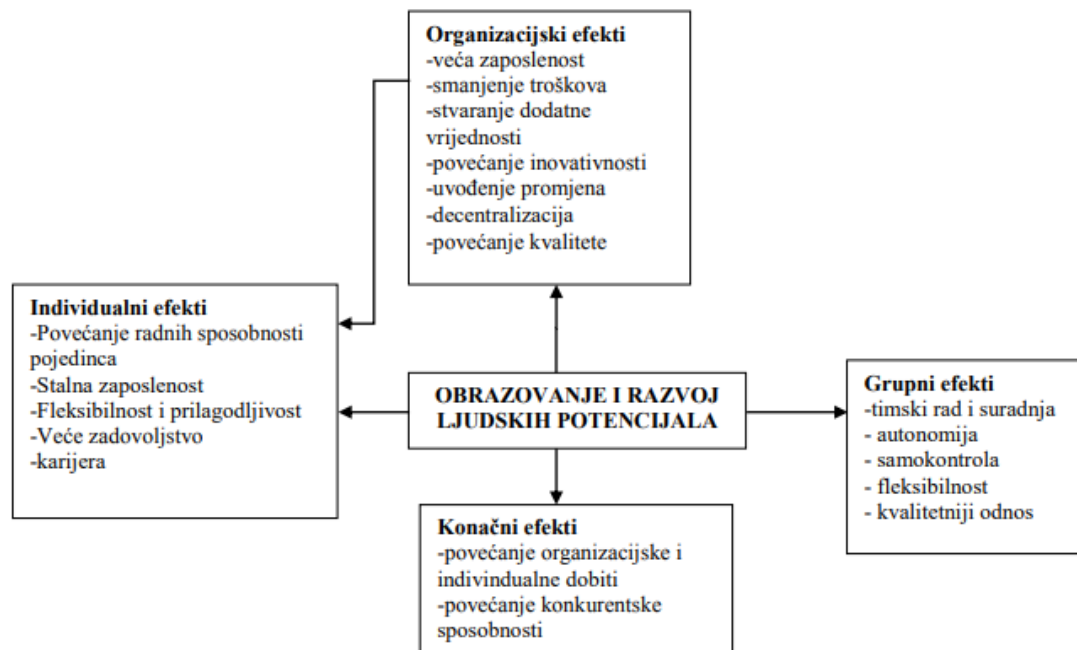 Organizacijski efekti
-veća zaposlenost
-smanjenje troškova
-stvaranje dodatne
vrijednosti
-povećanje inovativnosti
-uvođenje promjena
-decentralizacija
-povećanje kvalitete
Individualni efekti
-Povećanje radnih sposobnosti
pojedinca
-Stalna zaposlenost
-Fleksibilnost i prilagodljivost
-Veće zadovoljstvo
-karijera
OBRAZOVANJE I RAZVOJ
LJUDSKIH POTENCIJALA
Grupni efekti
-timski rad i suradnja
- autonomija
- samokontrola
- fleksibilnost
- kvalitetniji odnos
Konačni efekti
-povećanje organizacijske i
indivindualne dobiti
-povećanje konkurentske
sposobnosti